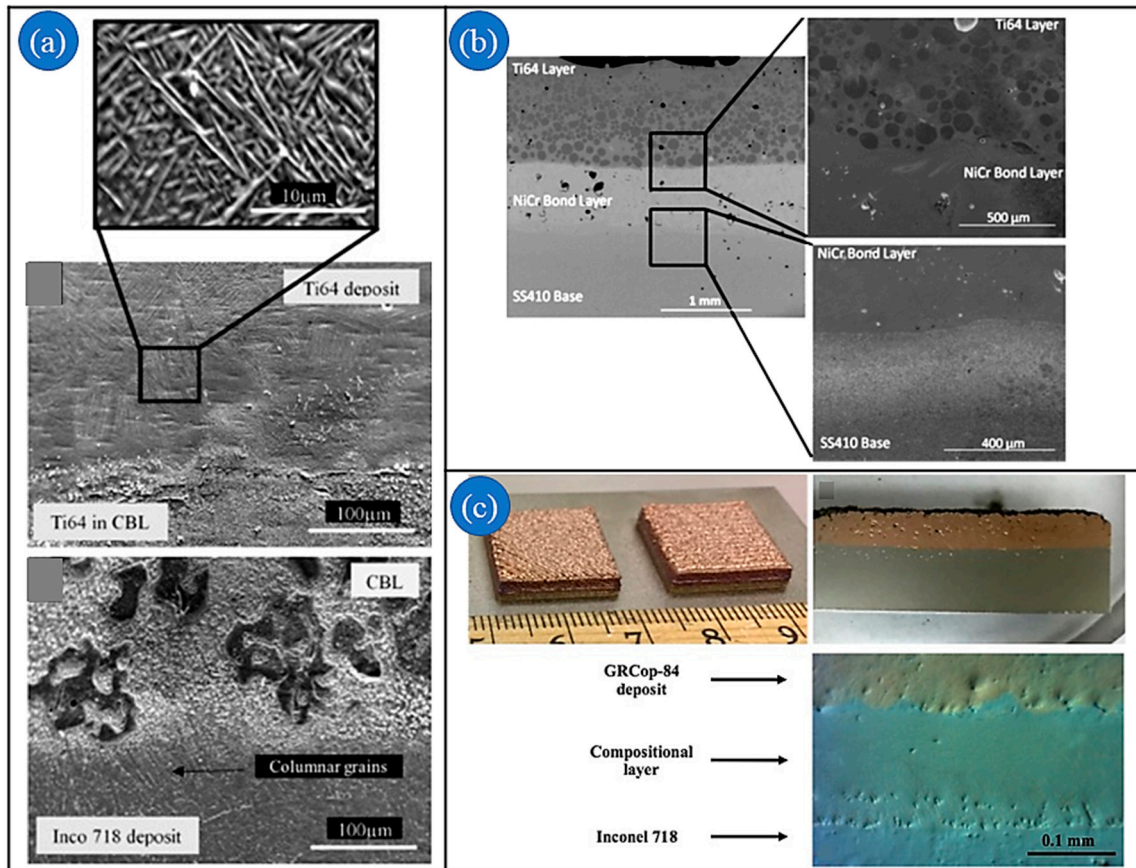 (a)
10μm
Ti64 deposit
Ti64 in CBL
100μm
CBL
Columnar grains
Inco 718 deposit
100μm
(b)
Ti64 Layer
NiCr Bond Layer
SS410 Base
1 mm
Ti64 Layer
NiCr Bond Layer
500 μm
NiCr Bond Layer
SS410 Base
400 μm
(c)
5 6 7 8 9
GRCop-84
deposit
Compositional
layer
Inconel 718
0.1 mm